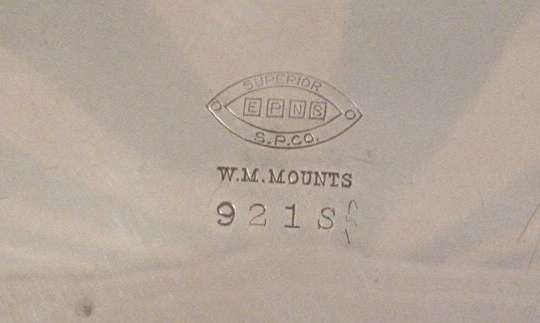 SUPERIOR
EPNS
S.P.CO.
W.M.MOUNTS
921S